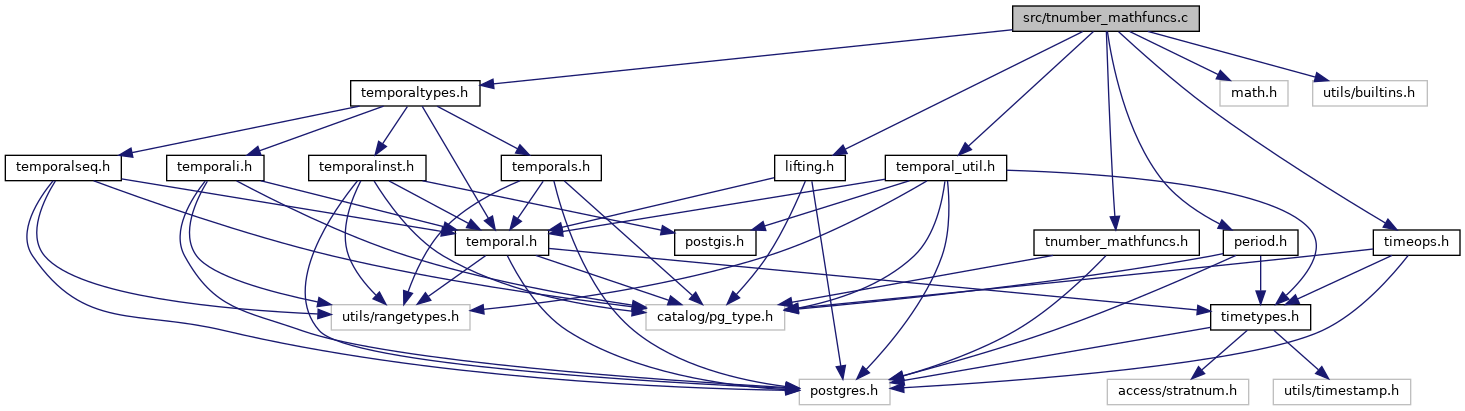 src/tnumber_mathfuncs.c
temporaltypes.h
math.h
utils/builtins.h
temporalseq.h
temporali.h
temporalinst.h
temporals.h
lifting.h
temporal_util.h
temporal.h
postgis.h
tnumber_mathfuncs.h
period.h
timeops.h
utils/rangetypes.h
catalog/pg_type.h
timetypes.h
postgres.h
access/stratnum.h
utils/timestamp.h